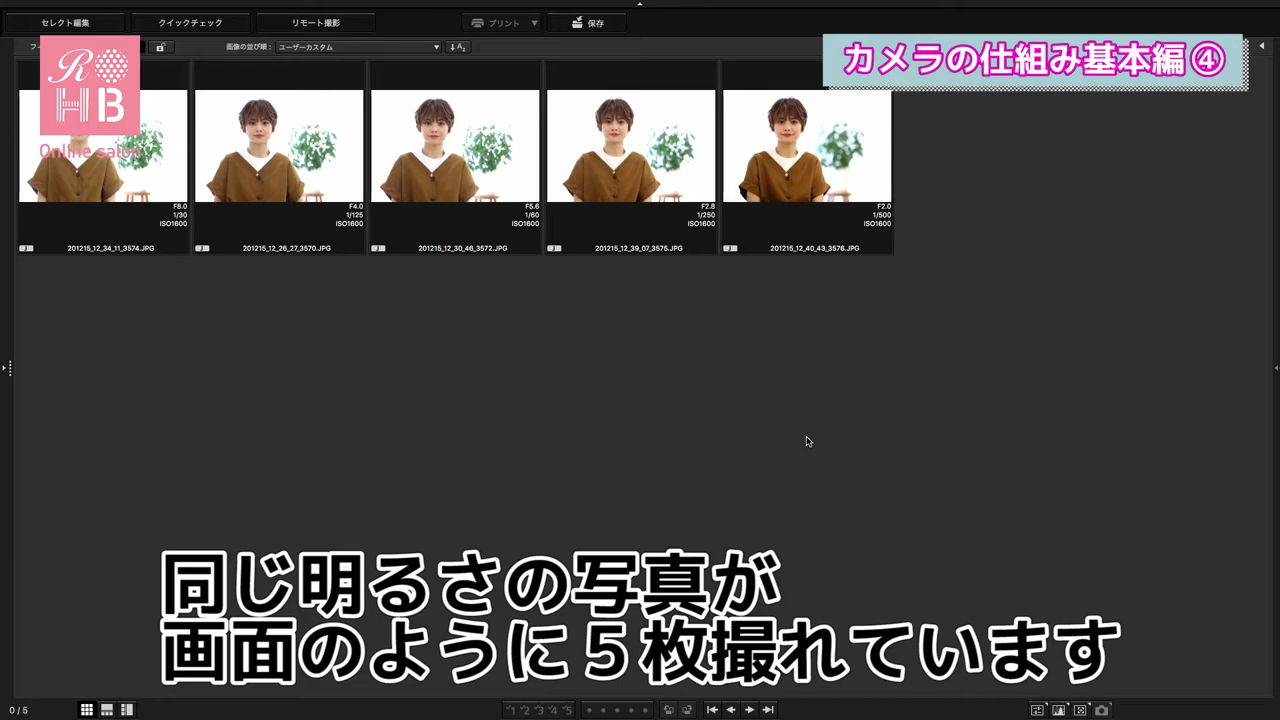 セレクト編集
クイックチェック
リモート撮影
プリント
保存
画像の並び順：
ユーザーカスタム
R
HB
Online salon
カメラの仕組み基本編④
F8.0
1/30
ISO1600
201215_12_34_11_3574.JPG
F4.0
1/125
ISO1600
201215_12_26_27_3570.JPG
F5.6
1/60
ISO1600
201215_12_30_46_3572.JPG
F2.8
1/250
ISO1600
201215_12_39_07_3575.JPG
F2.0
1/500
ISO1600
201215_12_40_43_3576.JPG
同じ明るさの写真が
画面のように５枚撮れています
0 / 5
1 2 3 4 5